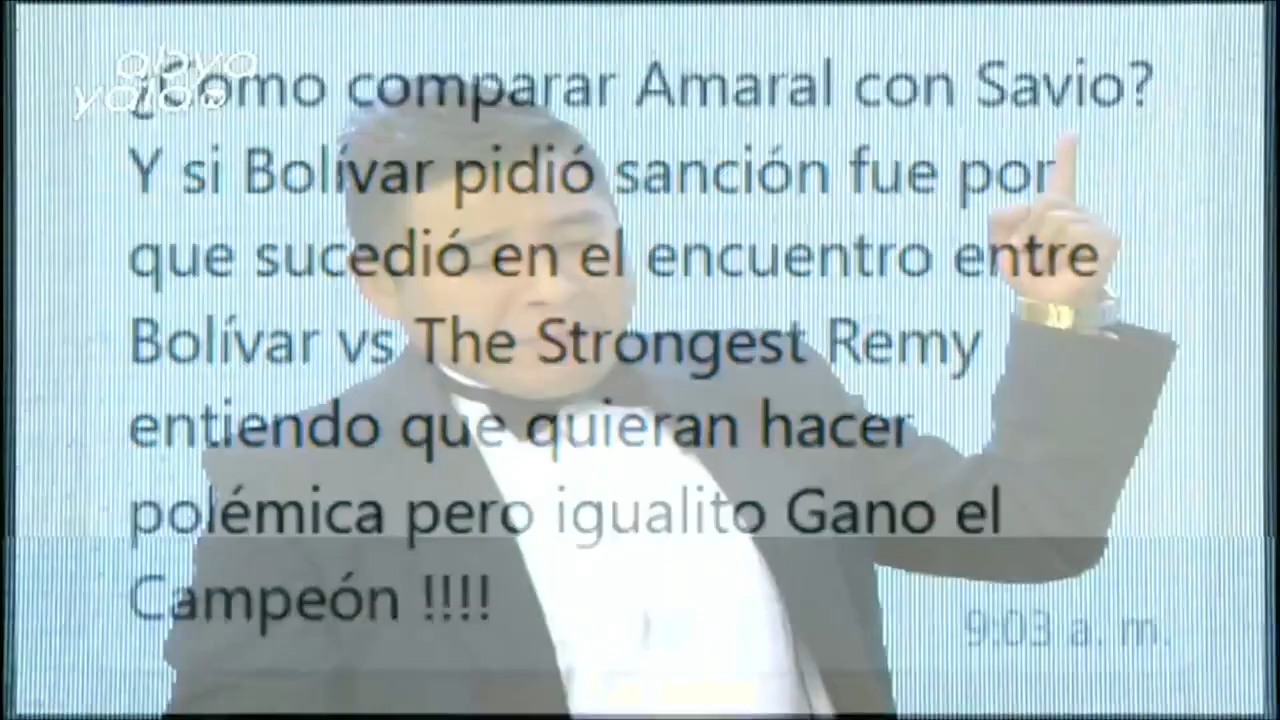 ¿Como comparar Amaral con Savio?
Y si Bolívar pidió sanción fue por
que sucedió en el encuentro entre
Bolívar vs The Strongest Remy
entiendo que quieran hacer
polémica pero igualito Gano el
Campeón !!!!
9:03 a. m.